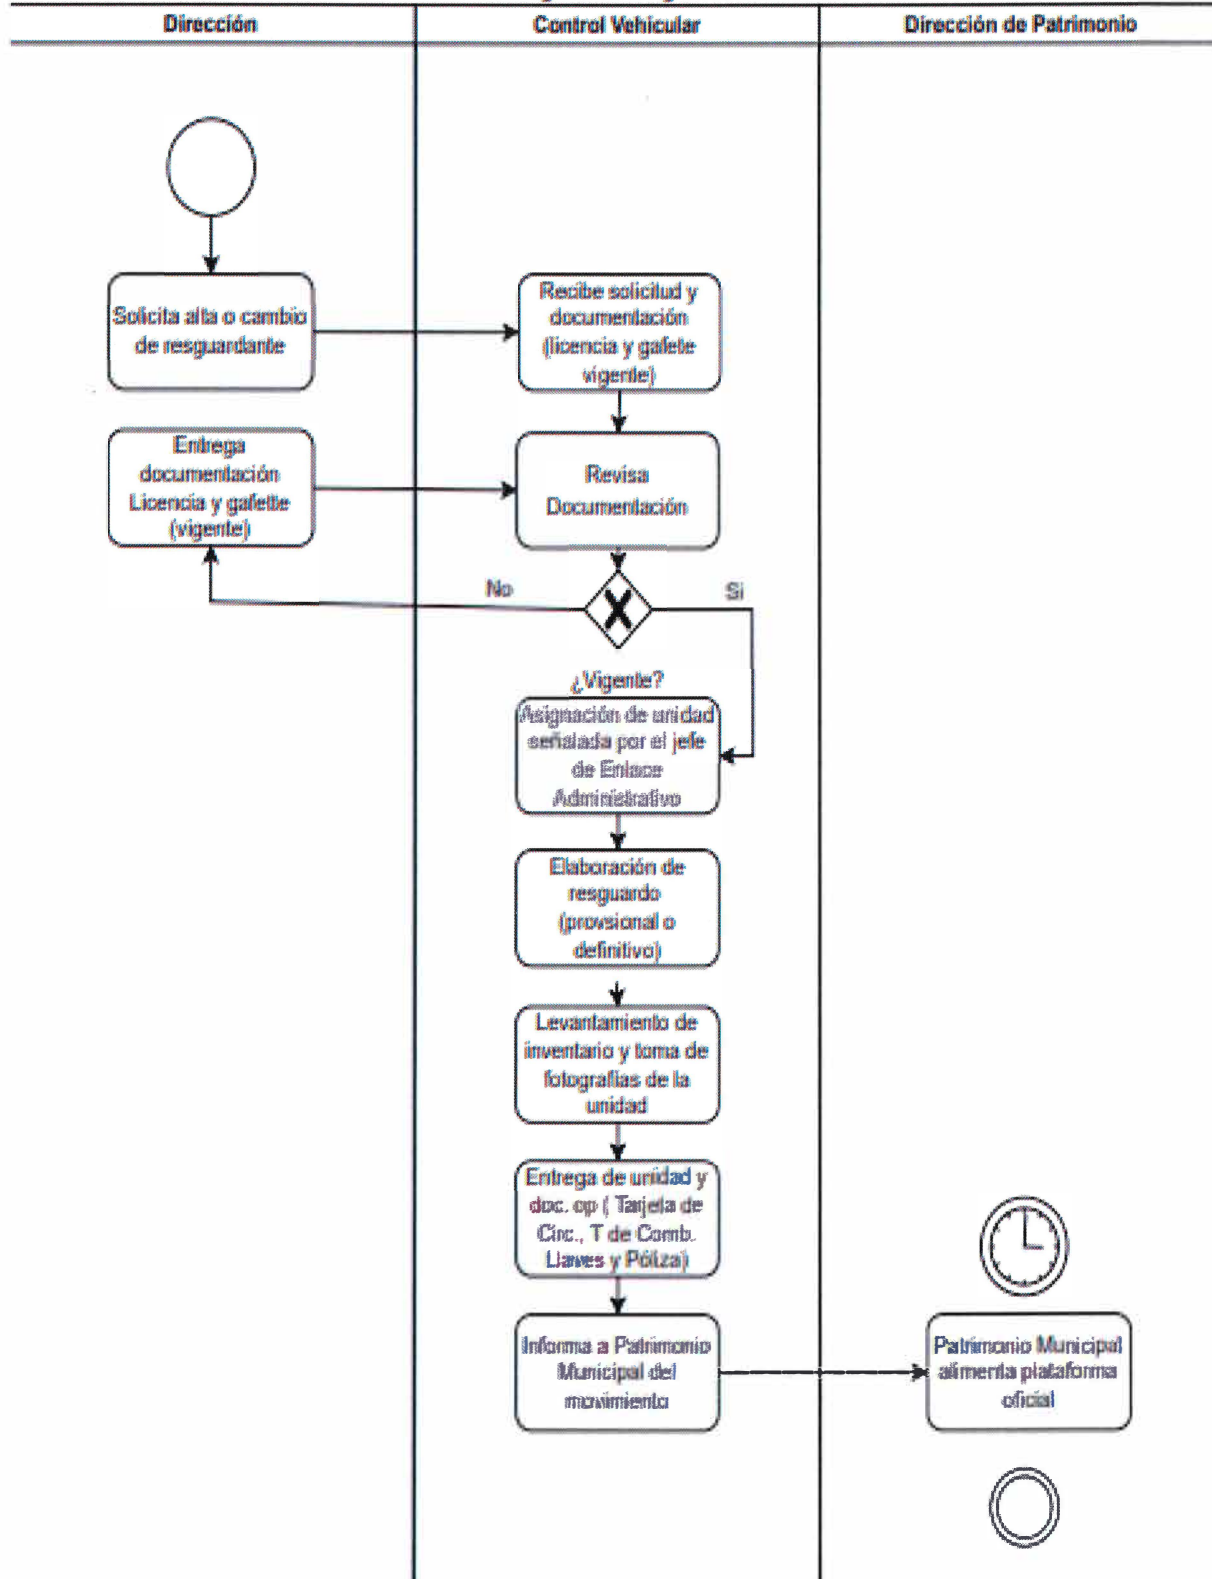 Dirección
Control Vehicular
Dirección de Patrimonio
Solicita alta o cambio
de resguardante
Recibe solicitud y
documentación
(licencia y gafete
vigente)
Entrega
documentación
Licencia y gafette
(vigente)
Revisa
Documentación
No
Si
¿Vigente?
Asignación de unidad
señalada por el jefe
de Enlace
Administrativo
Elaboración de
resguardo
(provsional o
definitivo)
Levantamiento de
inventario y toma de
fotografías de la
unidad
Entrega de unidad y
doc. op ( Tarjeta de
Circ., T de Comb.
Llaves y Póliza)
Informa a Patrimonio
Municipal del
movimiento
Patrimonio Municipal
alimenta plataforma
oficial